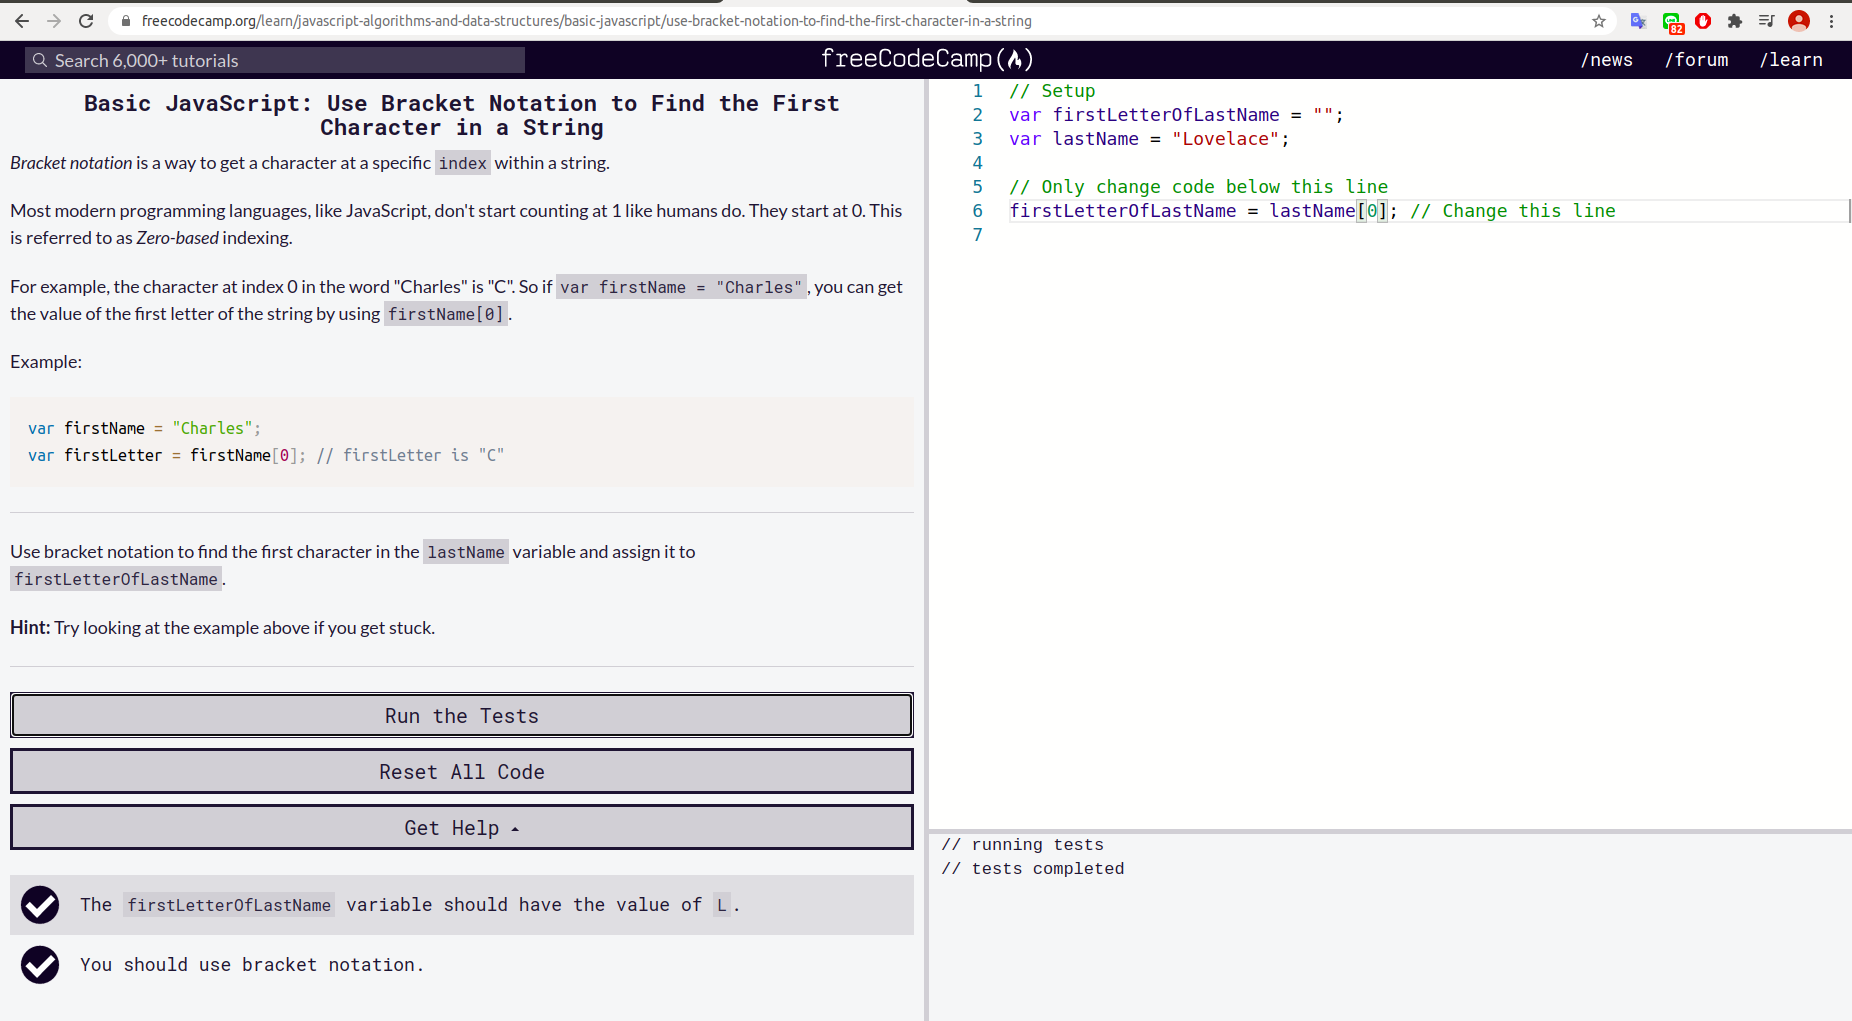 freecodecamp.org/learn/javascript-algorithms-and-data-structures/basic-javascript/use-bracket-notation-to-find-the-first-character-in-a-string
82
Search 6,000+ tutorials
freeCodeCamp
/news
/forum
/learn
Basic JavaScript: Use Bracket Notation to Find the First
Character in a String
Bracket notation is a way to get a character at a specific index within a string.
Most modern programming languages, like JavaScript, don't start counting at 1 like humans do. They start at 0. This
is referred to as Zero-based indexing.
For example, the character at index 0 in the word "Charles" is "C". So if var firstName = "Charles", you can get
the value of the first letter of the string by using firstName[0].
Example:
var firstName = "Charles";
var firstLetter = firstName[0]; // firstLetter is "C"
Use bracket notation to find the first character in the lastName variable and assign it to
firstLetterOfLastName.
Hint: Try looking at the example above if you get stuck.
Run the Tests
Reset All Code
Get Help
The firstLetterOfLastName variable should have the value of L.
You should use bracket notation.
1 // Setup
2 var firstLetterOfLastName = "";
3 var lastName = "Lovelace";
4
5 // Only change code below this line
6 firstLetterOfLastName = lastName[0]; // Change this line
7
// running tests
// tests completed